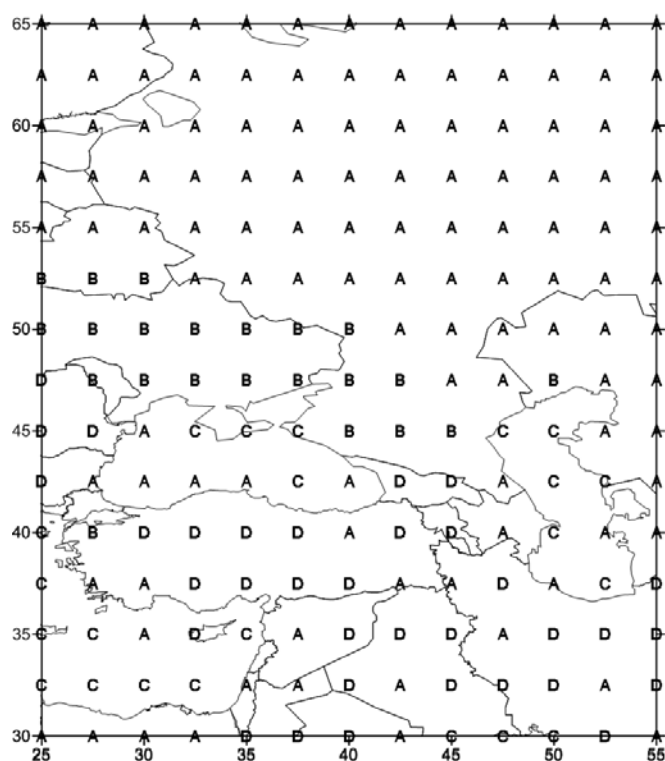 65 A A A A A A A A A A A A A
A A A A A A A A A A A A A
60 A A A A A A A A A A A A A
A A A A A A A A A A A A A
55 A A A A A A A A A A A A A
B B B A A A A A A A A A A
50 B B B B B B B A A A A A A
D B B B B B B B A A B A A
45 D D A C C C B B B C C A A
D A A A A C A D D A C C A
40 C B D D D D A D D A C A A
C A A D D D D A A D A C D
35 C C A D C A D D D A D D D
C C C C A A D A D D D A D
30 A A A A D D D A C C C D A
25 30 35 40 45 50 55